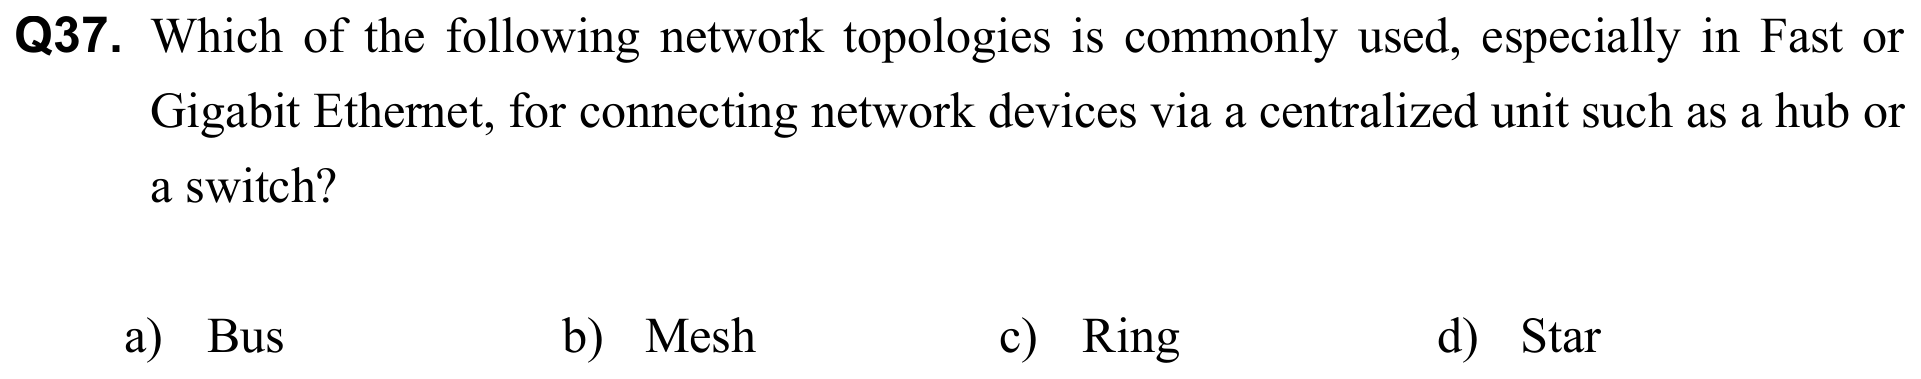 Q37. Which of the following network topologies is commonly used, especially in Fast or
Gigabit Ethernet, for connecting network devices via a centralized unit such as a hub or
a switch?
a) Bus b) Mesh c) Ring d) Star